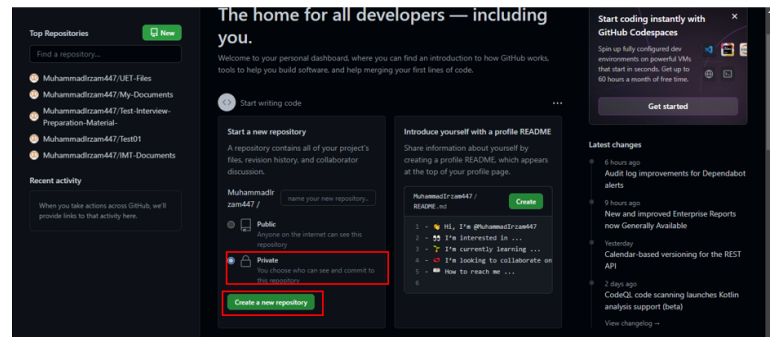 Top Repositories
New
Find a repository...
MuhammadIrzam447/UET-Files
MuhammadIrzam447/My-Documents
MuhammadIrzam447/Test-Interview-
Preparation-Material-
MuhammadIrzam447/Test01
MuhammadIrzam447/IMT-Documents
Recent activity
When you take actions across GitHub, we'll
provide links to that activity here.
The home for all developers — including
you.
Welcome to your personal dashboard, where you can find an introduction to how GitHub works,
tools to help you build software, and help merging your first lines of code.
Start writing code
Start a new repository
A repository contains all of your project's
files, revision history, and collaborator
discussion.
MuhammadIr
zam447 /
name your new repository..
Public
Anyone on the internet can see this
repository
Private
You choose who can see and commit to
this repository
Create a new repository
Introduce yourself with a profile README
Share information about yourself by
creating a profile README, which appears
at the top of your profile page.
MuhammadIrzam447 /
README.md
Create
1 - 👋 Hi, I'm @MuhammadIrzam447
2 - 👀 I'm interested in ...
3 - 🌱 I'm currently learning ...
4 - 💞 I'm looking to collaborate on
5 - 📫 How to reach me ...
6
Start coding instantly with
GitHub Codespaces
Spin up fully configured dev
environments on powerful VMs
that start in seconds. Get up to
60 hours a month of free time.
Get started
Latest changes
6 hours ago
Audit log improvements for Dependabot
alerts
9 hours ago
New and improved Enterprise Reports
now Generally Available
Yesterday
Calendar-based versioning for the REST
API
2 days ago
CodeQL code scanning launches Kotlin
analysis support (beta)
View changelog →